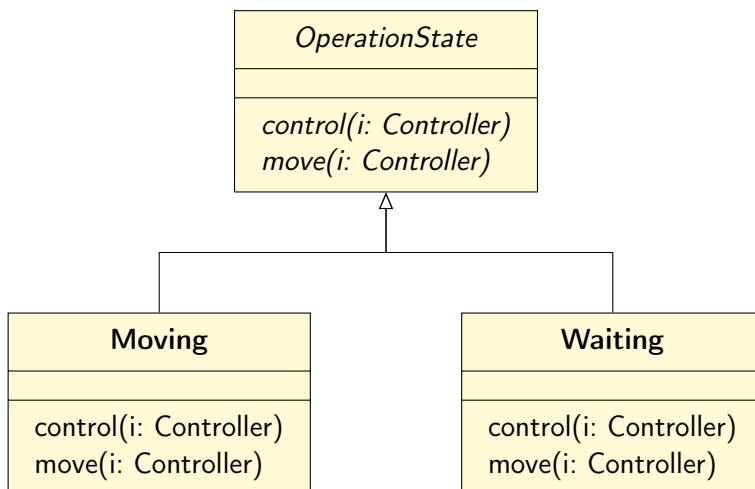 OperationState
control(i: Controller)
move(i: Controller)
Moving
control(i: Controller)
move(i: Controller)
Waiting
control(i: Controller)
move(i: Controller)